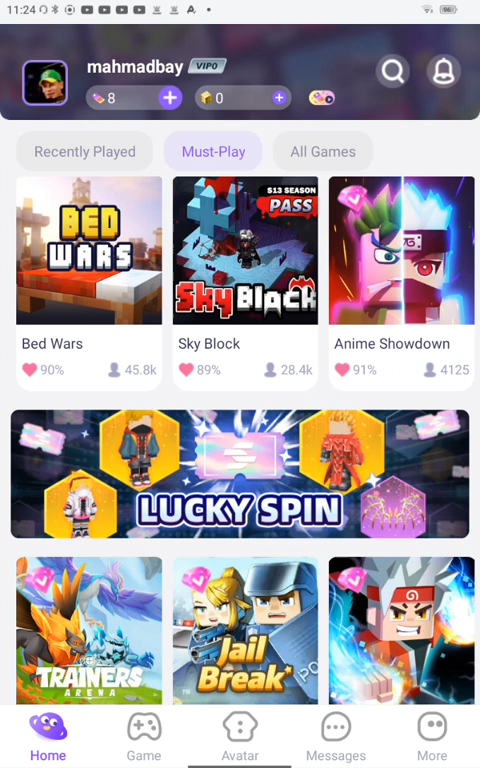 11:24
96
mahmadbay VIP0
8
0
Recently Played
Must-Play
All Games
BED
WARS
S13 SEASON
PASS
Sky Block
Bed Wars
Sky Block
Anime Showdown
90%
45.8k
89%
28.4k
91%
4125
LUCKY SPIN
TRAINERS
ARENA
Jail
Break
Home
Game
Avatar
Messages
More